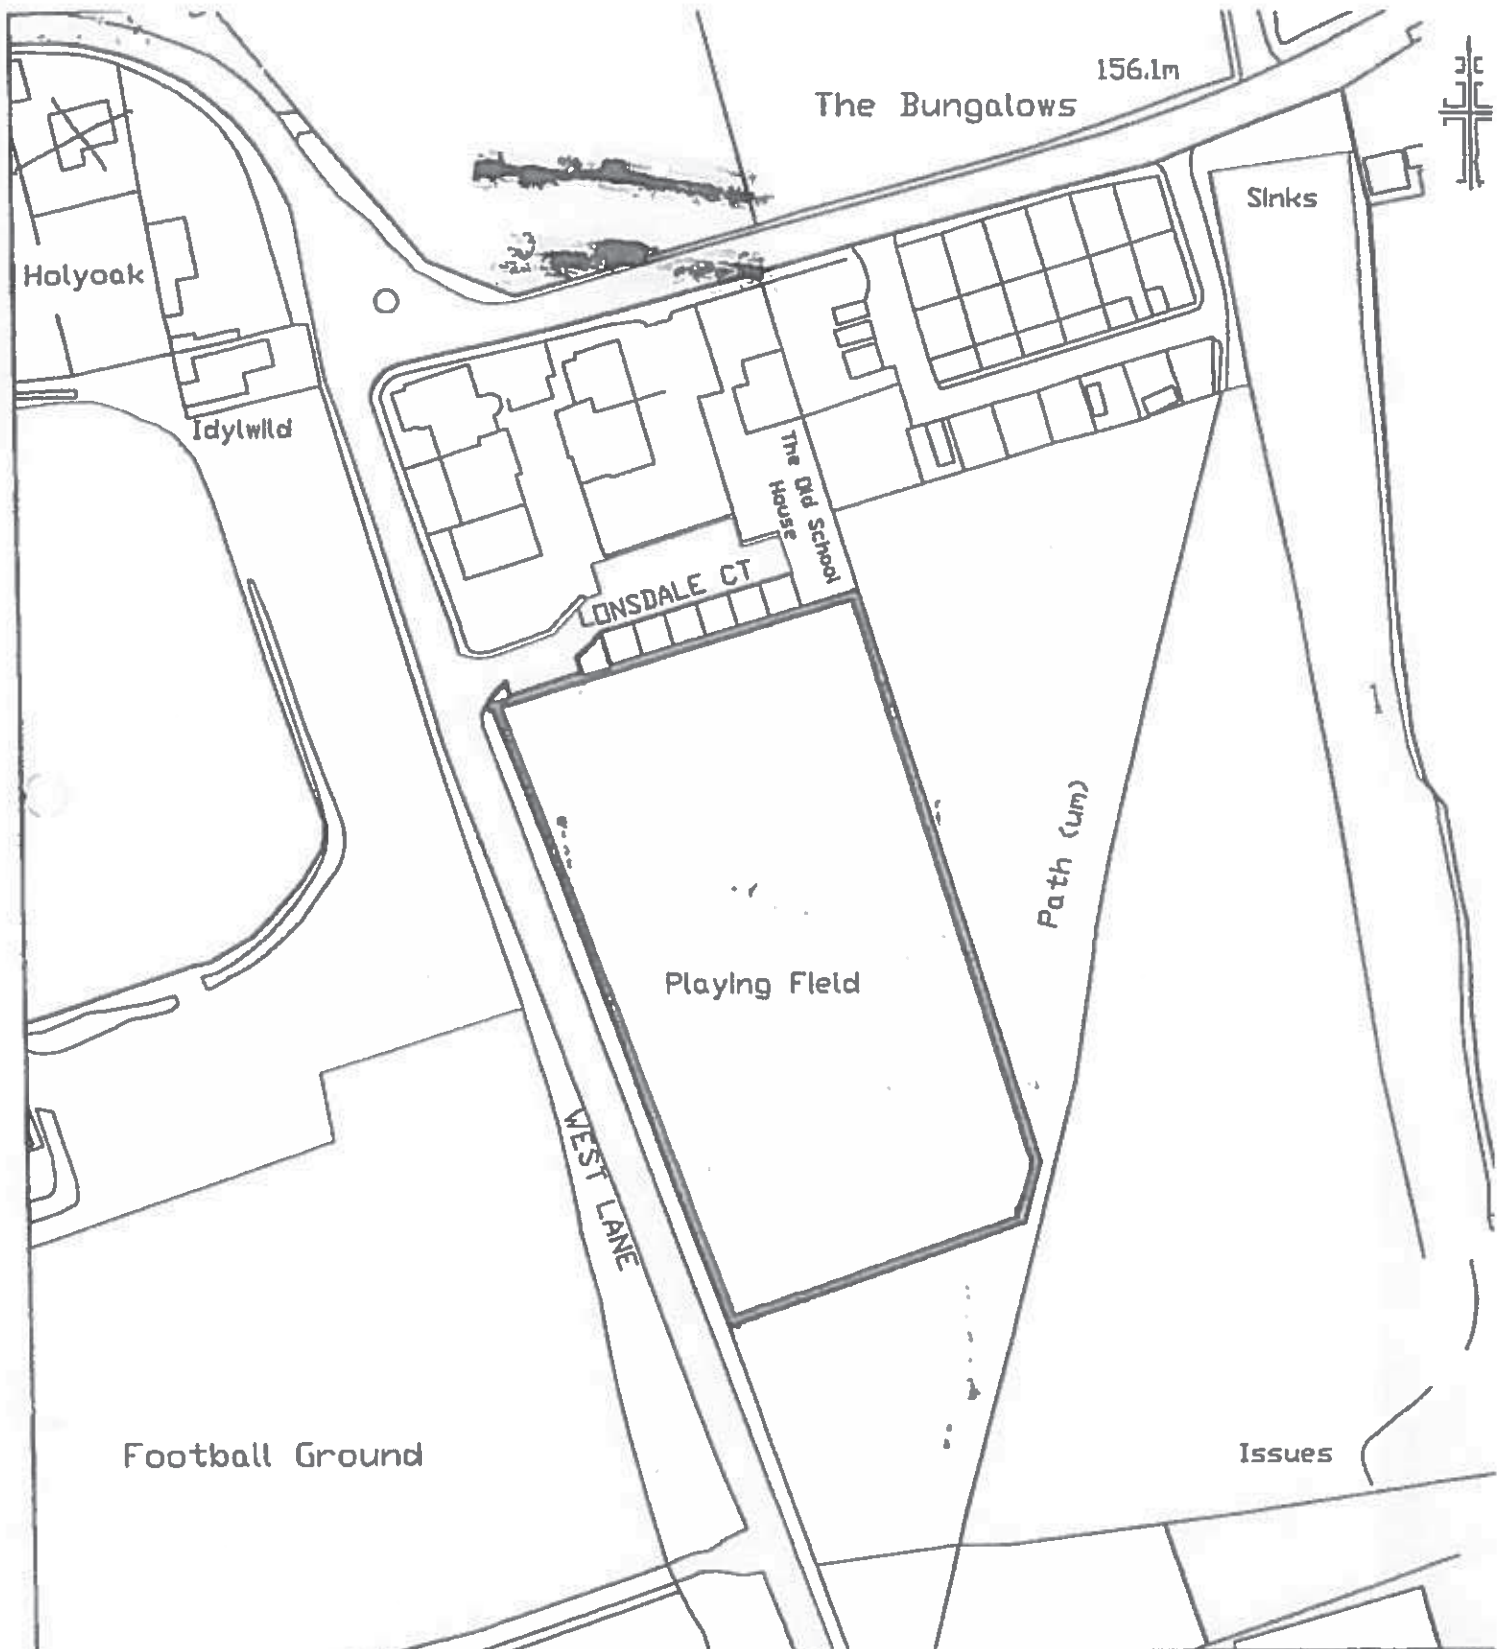 156.1m
The Bungalows
Sinks
Holyoak
Idylwild
The Old School
House
LONSDALE CT
Path (um)
Playing Field
WEST LANE
Football Ground
Issues